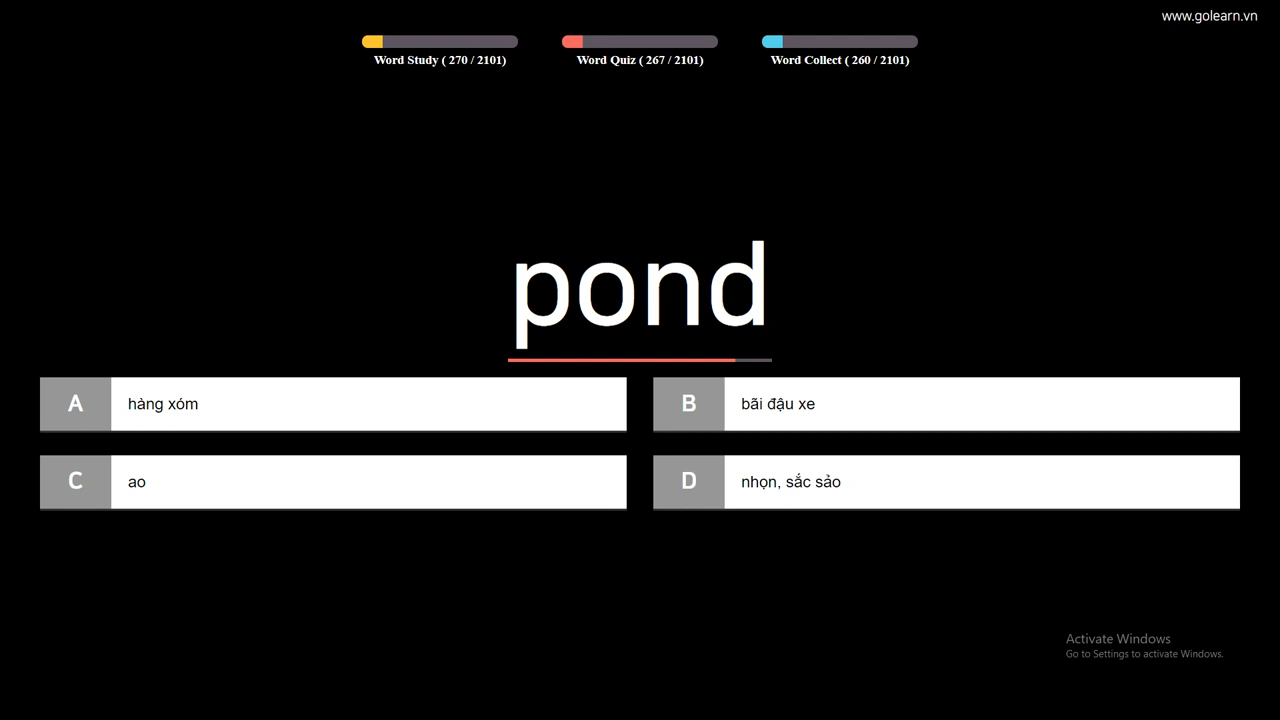 www.golearn.vn
Word Study ( 270 / 2101)
Word Quiz ( 267 / 2101)
Word Collect ( 260 / 2101)
pond
A hàng xóm
B bãi đậu xe
C ao
D nhọn, sắc sảo
Activate Windows
Go to Settings to activate Windows.